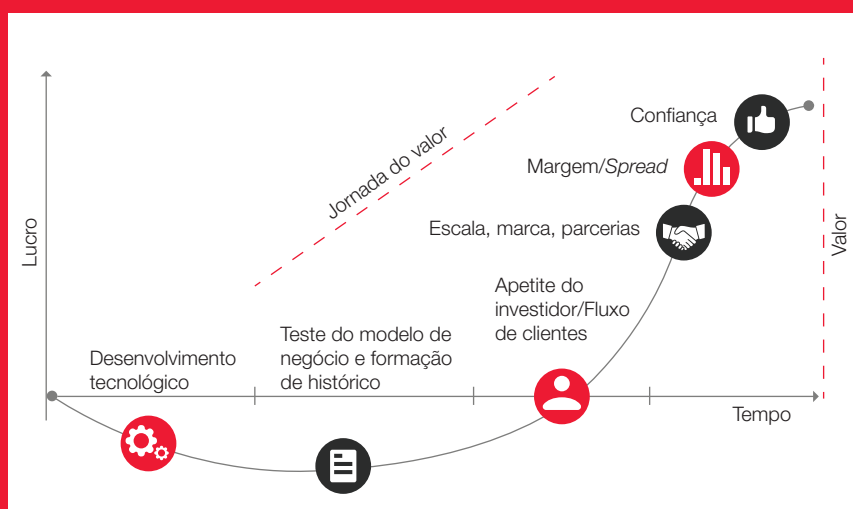 Confiança
Margem/Spread
Jornada do valor
Escala, marca, parcerias
Lucro
Valor
Apetite do
investidor/Fluxo
de clientes
Teste do modelo de
negócio e formação
de histórico
Desenvolvimento
tecnológico
Tempo